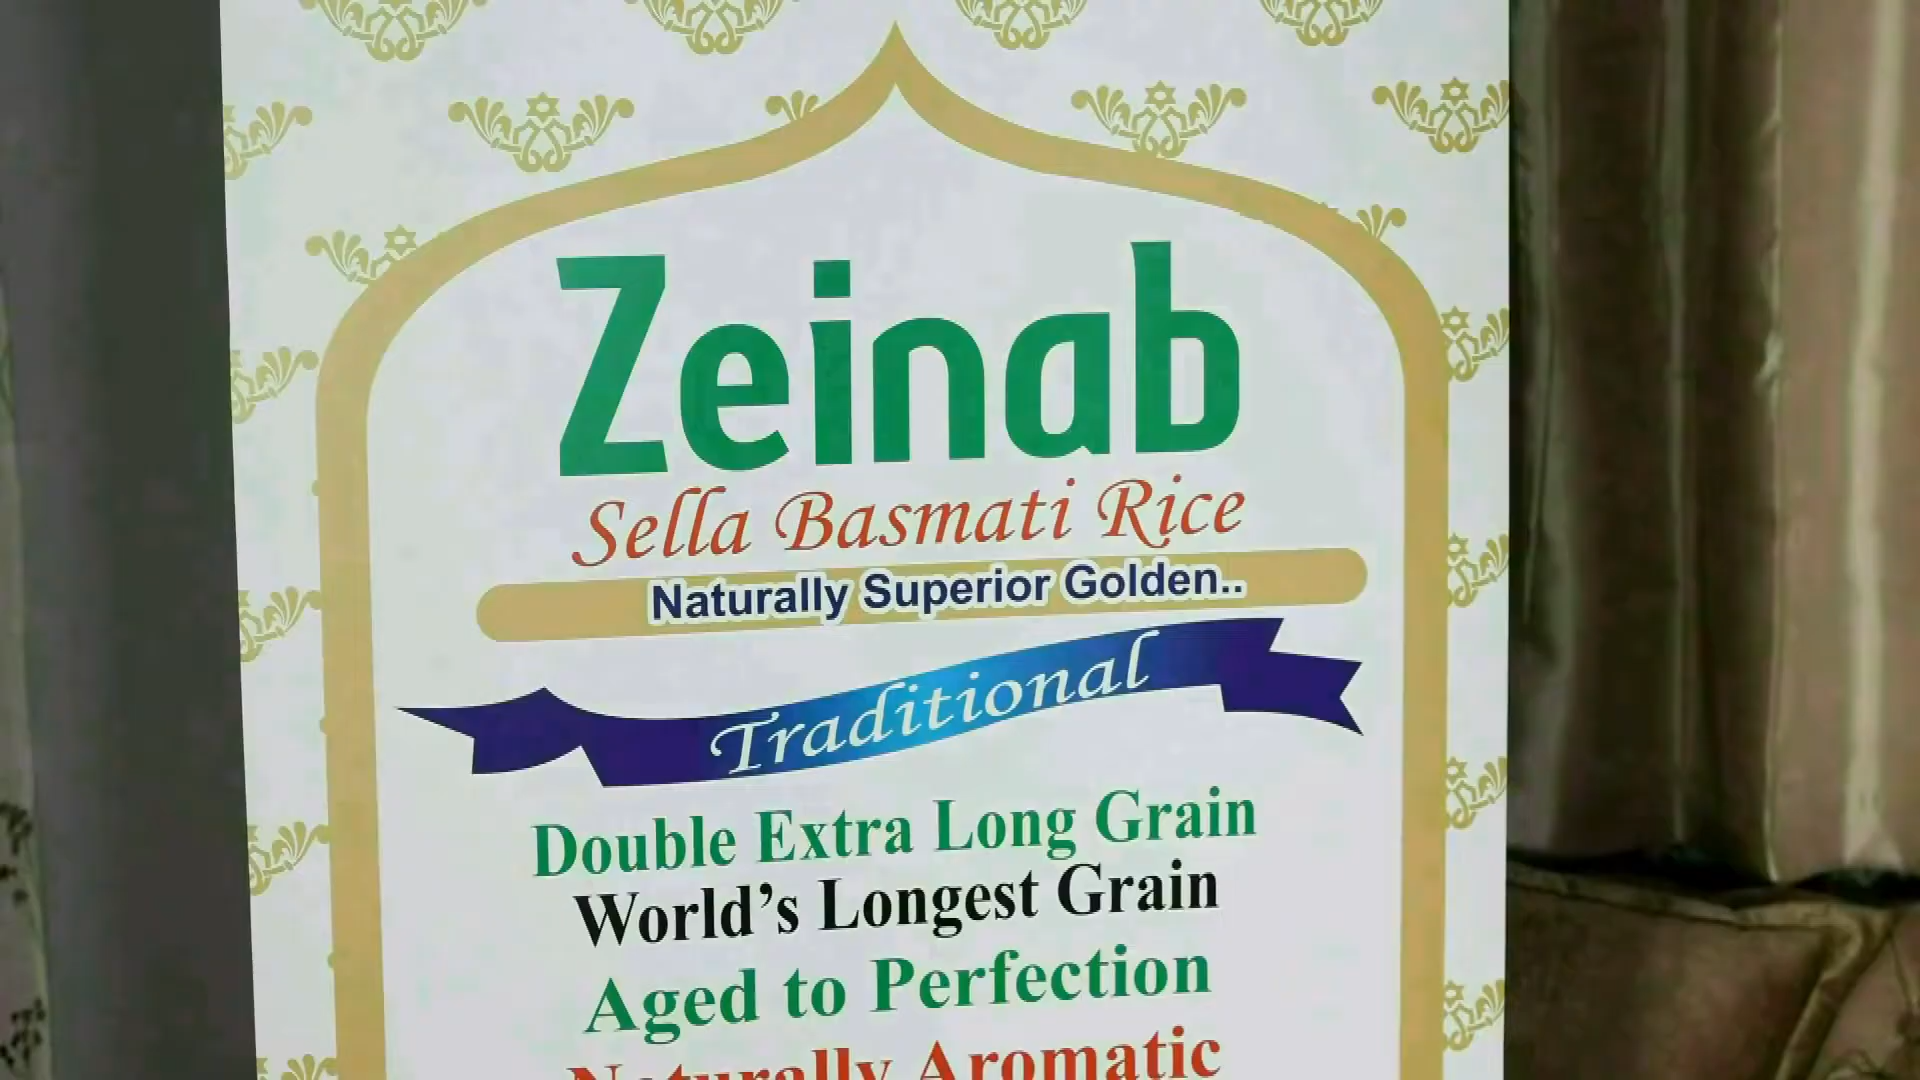 Zeinab
Sella Basmati Rice
Naturally Superior Golden..
Traditional
Double Extra Long Grain
World's Longest Grain
Aged to Perfection
Naturally Aromatic